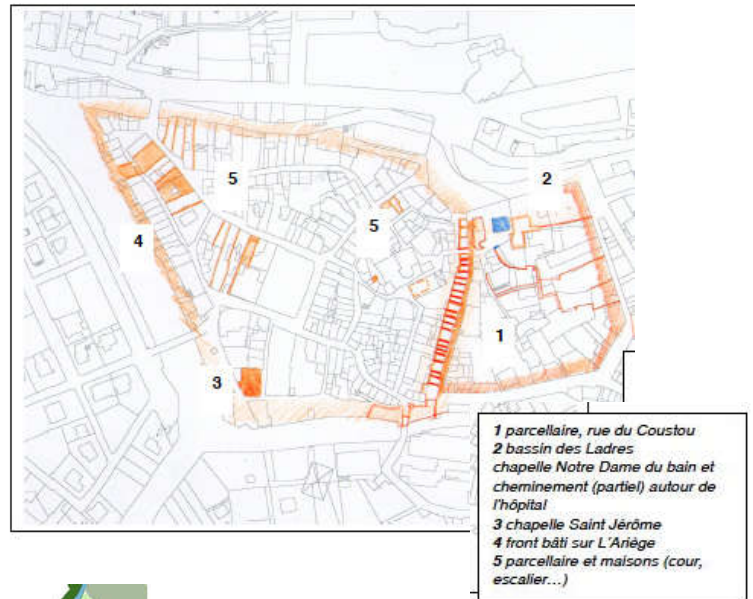 5
2
5
4
1
3
1 parcellaire, rue du Coustou
2 bassin des Ladres
chapelle Notre Dame du bain et
cheminement (partiel) autour de
l'hôpital
3 chapelle Saint Jérôme
4 front bâti sur L'Ariége
5 parcellaire et maisons (cour,
escalier...)